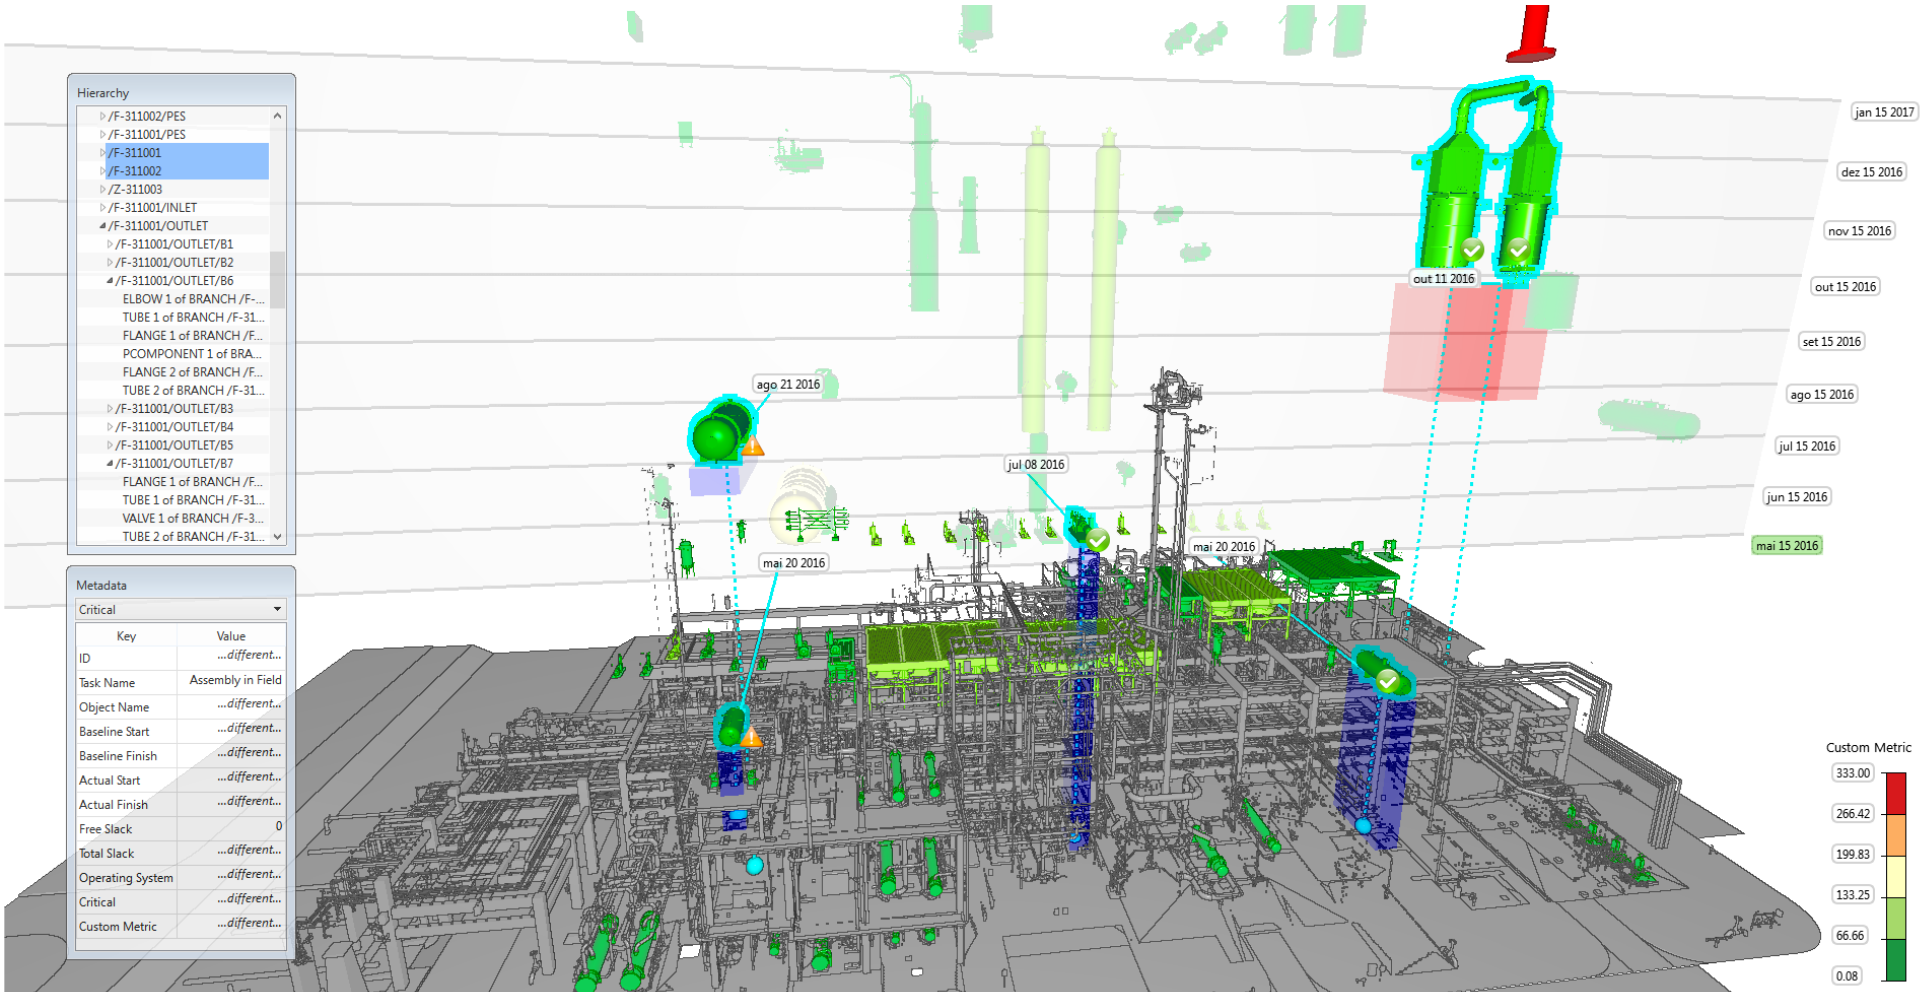 Hierarchy
/F-311002/PES
/F-311001/PES
/F-311001
/F-311002
/Z-311003
/F-311001/INLET
/F-311001/OUTLET
/F-311001/OUTLET/B1
/F-311001/OUTLET/B2
/F-311001/OUTLET/B6
ELBOW 1 of BRANCH /F-...
TUBE 1 of BRANCH /F-31...
FLANGE 1 of BRANCH /F...
PCOMPONENT 1 of BRA...
FLANGE 2 of BRANCH /F...
TUBE 2 of BRANCH /F-31...
/F-311001/OUTLET/B3
/F-311001/OUTLET/B4
/F-311001/OUTLET/B5
/F-311001/OUTLET/B7
FLANGE 1 of BRANCH /F...
TUBE 1 of BRANCH /F-31...
VALVE 1 of BRANCH /F-3...
TUBE 2 of BRANCH /F-31...
Metadata
Critical
Key Value
ID ...different...
Task Name Assembly in Field
Object Name ...different...
Baseline Start ...different...
Baseline Finish ...different...
Actual Start ...different...
Actual Finish ...different...
Free Slack 0
Total Slack ...different...
Operating System ...different...
Critical ...different...
Custom Metric ...different...
ago 21 2016
mai 20 2016
jul 08 2016
mai 20 2016
out 11 2016
jan 15 2017
dez 15 2016
nov 15 2016
out 15 2016
set 15 2016
ago 15 2016
jul 15 2016
jun 15 2016
mai 15 2016
Custom Metric
333.00
266.42
199.83
133.25
66.66
0.08